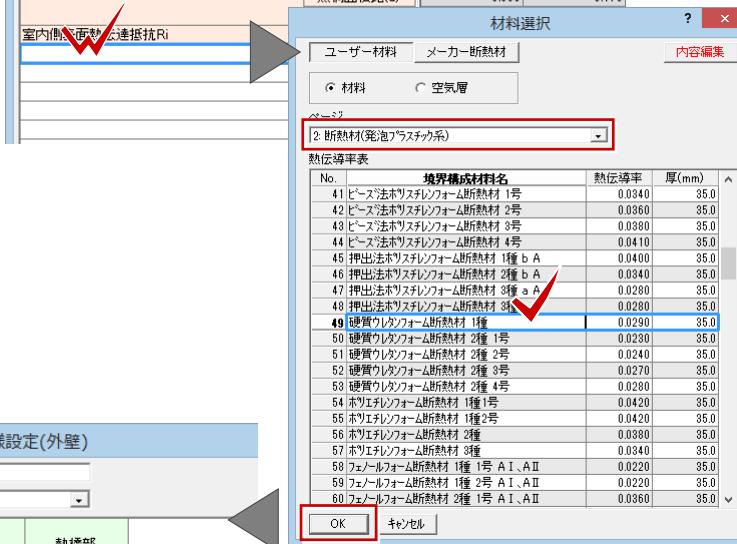 室内側表面熱伝達抵抗Ri
材料選択
?
×
ユーザー材料 メーカー断熱材 内容編集
材料 空気層
ページ
2: 断熱材(発泡プラスチック系)
熱伝導率表
No. 境界構成材料名 熱伝導率 厚(mm)
41 ビーズ法ポリスチレンフォーム断熱材 1号 0.0340 35.0
42 ビーズ法ポリスチレンフォーム断熱材 2号 0.0360 35.0
43 ビーズ法ポリスチレンフォーム断熱材 3号 0.0380 35.0
44 ビーズ法ポリスチレンフォーム断熱材 4号 0.0410 35.0
45 押出法ポリスチレンフォーム断熱材 1種 b A 0.0400 35.0
46 押出法ポリスチレンフォーム断熱材 2種 b A 0.0340 35.0
47 押出法ポリスチレンフォーム断熱材 3種 a A 0.0280 35.0
48 押出法ポリスチレンフォーム断熱材 3種 0.0280 35.0
49 硬質ウレタンフォーム断熱材 1種 0.0290 35.0
50 硬質ウレタンフォーム断熱材 2種 1号 0.0230 35.0
51 硬質ウレタンフォーム断熱材 2種 2号 0.0240 35.0
52 硬質ウレタンフォーム断熱材 2種 3号 0.0270 35.0
53 硬質ウレタンフォーム断熱材 2種 4号 0.0280 35.0
54 ポリエチレンフォーム断熱材 1種1号 0.0420 35.0
55 ポリエチレンフォーム断熱材 1種2号 0.0420 35.0
56 ポリエチレンフォーム断熱材 2種 0.0380 35.0
57 ポリエチレンフォーム断熱材 3種 0.0340 35.0
58 フェノールフォーム断熱材 1種 1号 AⅠ、AⅡ 0.0220 35.0
59 フェノールフォーム断熱材 1種 2号 AⅠ、AⅡ 0.0220 35.0
60 フェノールフォーム断熱材 2種 1号 AⅠ、AⅡ 0.0360 35.0
OK キャンセル
様設定(外壁)
熱橋部